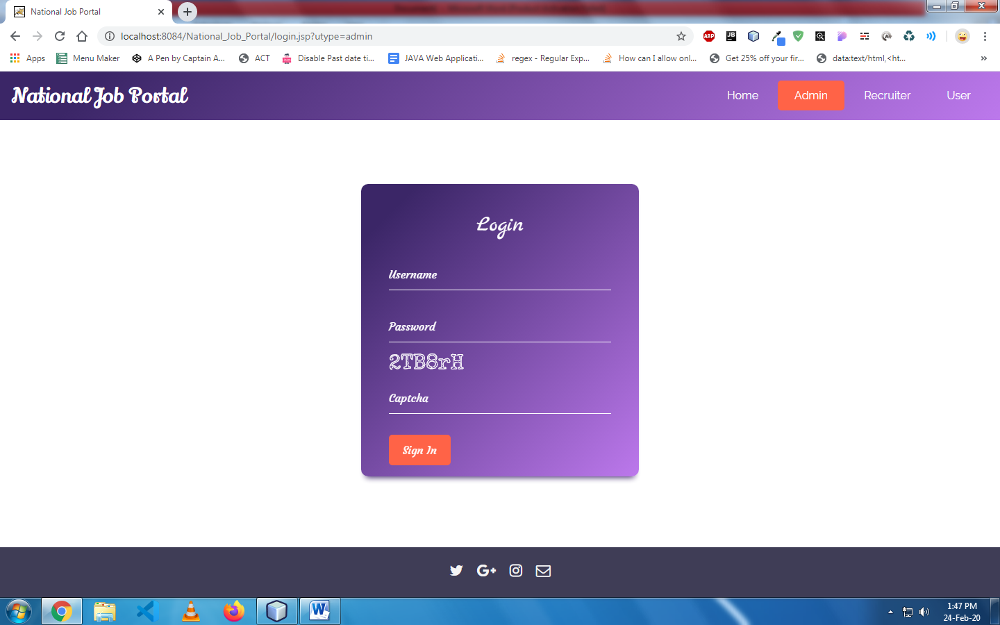 National Job Portal
localhost:8084/National_Job_Portal/login.jsp?utype=admin
ABP JB
Apps Menu Maker A Pen by Captain A... ACT Disable Past date ti... JAVA Web Applicati... regex - Regular Exp... How can I allow onl... Get 25% off your fir... data:text/html,<ht... »
National Job Portal Home Admin Recruiter User
Login
Username
Password
2TB8rH
Captcha
Sign In
G+
W
1:47 PM
24-Feb-20